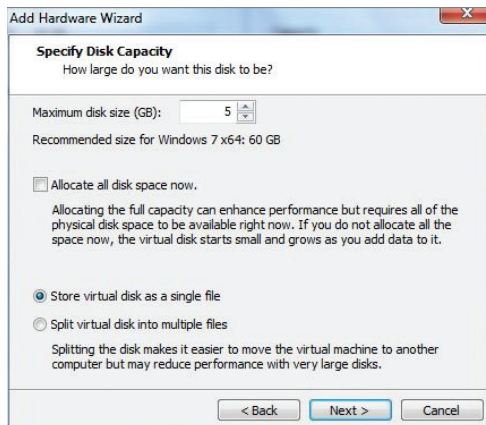 Add Hardware Wizard
Specify Disk Capacity
How large do you want this disk to be?
Maximum disk size (GB): 5
Recommended size for Windows 7 x64: 60 GB
Allocate all disk space now.
Allocating the full capacity can enhance performance but requires all of the
physical disk space to be available right now. If you do not allocate all the
space now, the virtual disk starts small and grows as you add data to it.
Store virtual disk as a single file
Split virtual disk into multiple files
Splitting the disk makes it easier to move the virtual machine to another
computer but may reduce performance with very large disks.
< Back Next > Cancel